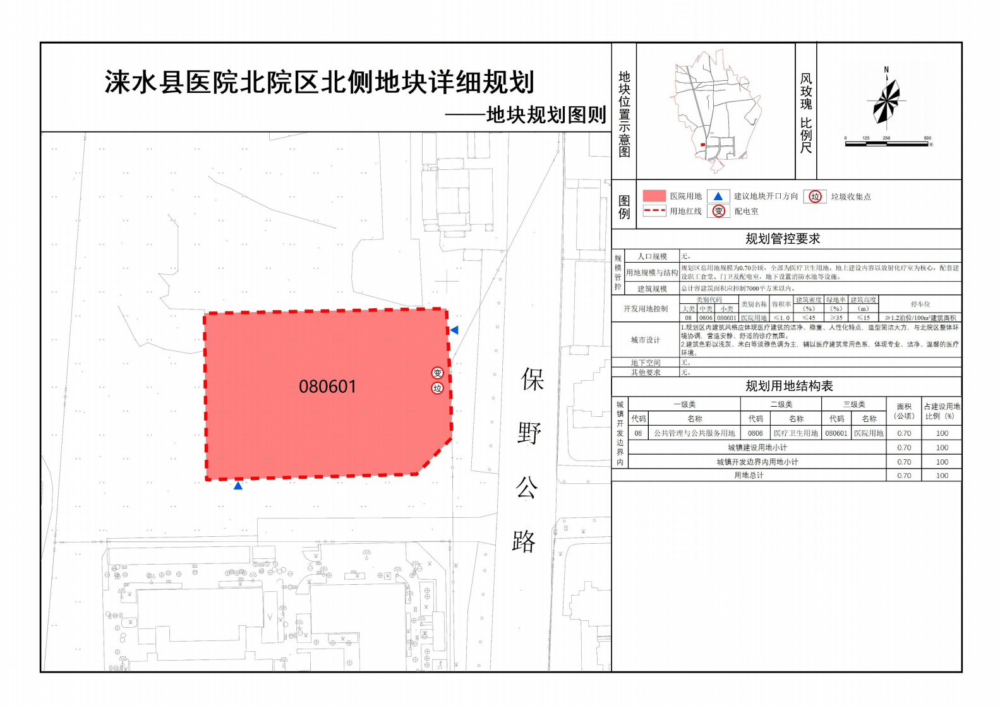 涞水县医院北院区北侧地块详细规划
——地块规划图则
080601
变
垃
保野公路
地块位置示意图
风玫瑰 比例尺
N
0 125 250 500
米
图例
医院用地 建议地块开口方向 垃 垃圾收集点
用地红线 变 配电室
规划管控要求
规模管控
人口规模 无。
用地规模与结构 规划区总用地规模为0.70公顷，全部为医疗卫生用地。地上建设内容以放射化疗室为核心，配套建
设职工食堂、门卫及配电室，地下设置消防水池等设施。
建筑规模 总计容建筑面积应控制7000平方米以内。
开发用地控制
类别代码 类别名称 容积率 建筑密度（%） 绿地率（%） 建筑高度（m） 停车位
大类 中类 小类
08 0806 080601 医院用地 ≤1.0 ≤45 ≥35 ≤15 ≥1.2泊位/100m²建筑面积
城市设计
1.规划区内建筑风格应体现医疗建筑的洁净、稳重、人性化特点，造型简洁大方，与北院区整体环
境协调，营造安静、舒适的诊疗氛围。
2.建筑色彩以浅灰、米白等淡雅色调为主，辅以医疗建筑常用色系，体现专业、洁净、温馨的医疗
环境。
地下空间 无。
其他要求 无。
规划用地结构表
城镇开发边界内
一级类 二级类 三级类 面积（公顷） 占建设用地比例（%）
代码 名称 代码 名称 代码 名称
08 公共管理与公共服务用地 0806 医疗卫生用地 080601 医院用地 0.70 100
城镇建设用地小计 0.70 100
城镇开发边界内用地小计 0.70 100
用地总计 0.70 100